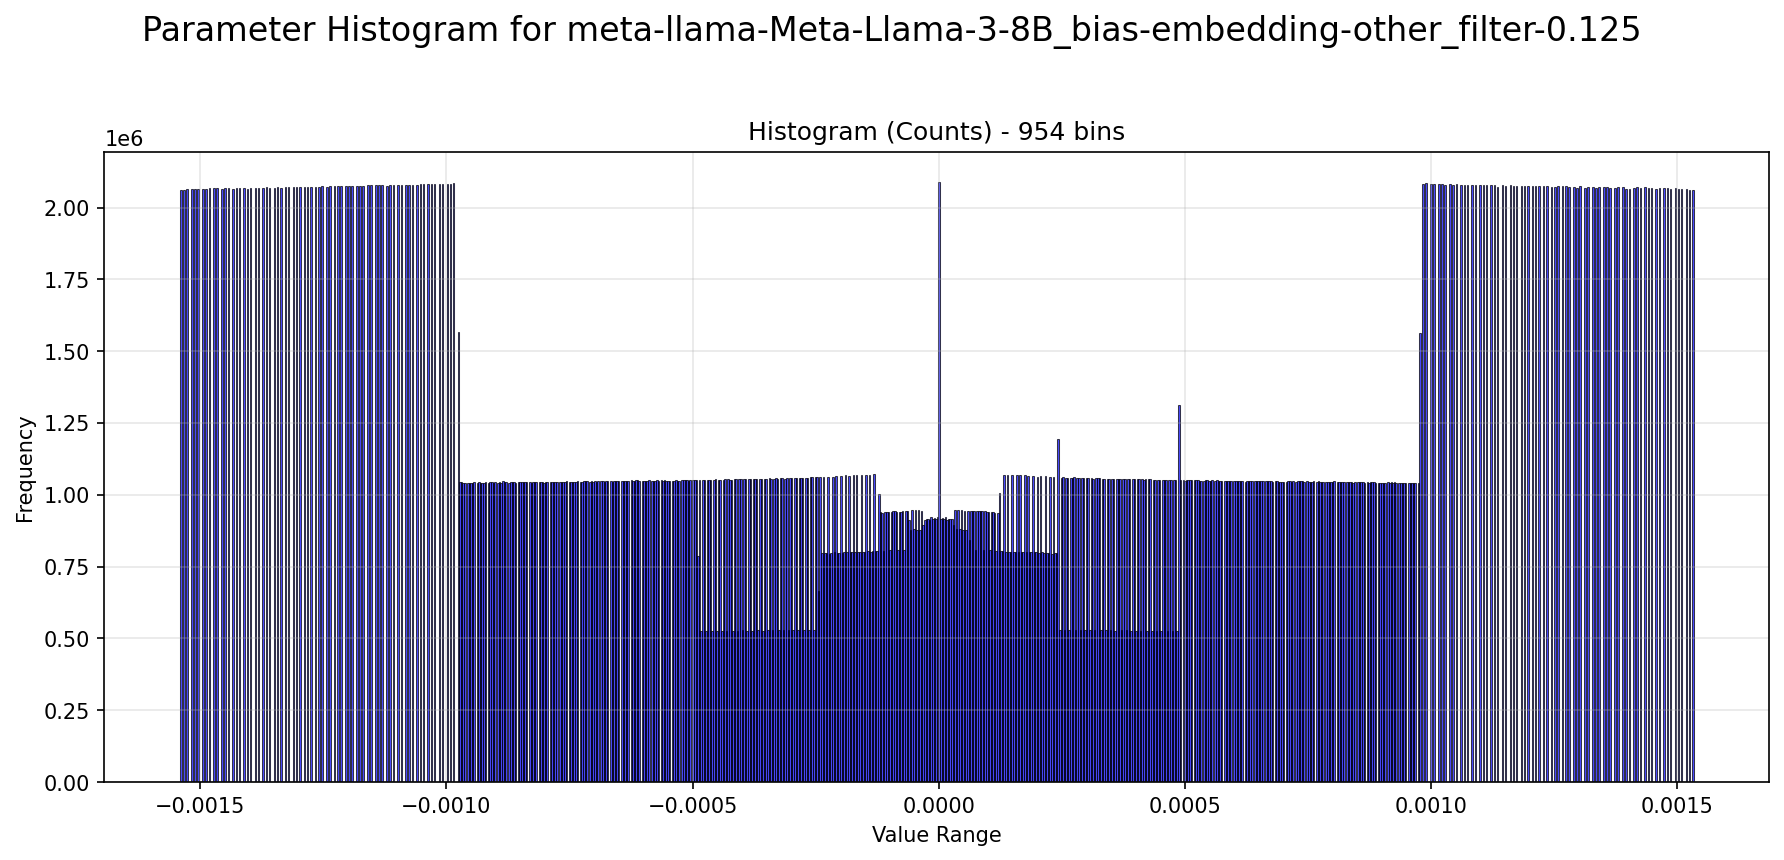 Parameter Histogram for meta-llama-Meta-Llama-3-8B_bias-embedding-other_filter-0.125
Histogram (Counts) - 954 bins
1e6
2.00
1.75
1.50
1.25
1.00
0.75
0.50
0.25
0.00
Frequency
−0.0015 −0.0010 −0.0005 0.0000 0.0005 0.0010 0.0015
Value Range